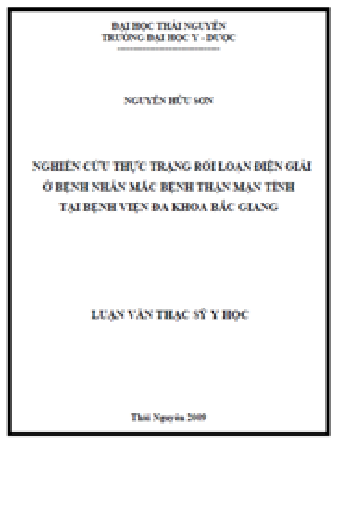 ĐẠI HỌC THÁI NGUYÊN
TRƯỜNG ĐẠI HỌC Y - DƯỢC
NGUYỄN HỮU SƠN
NGHIÊN CỨU THỰC TRẠNG RỐI LOẠN ĐIỆN GIẢI
Ở BỆNH NHÂN MẮC BỆNH THẬN MẠN TÍNH
TẠI BỆNH VIỆN ĐA KHOA BẮC GIANG
LUẬN VĂN THẠC SỸ Y HỌC
Thái Nguyên 2009